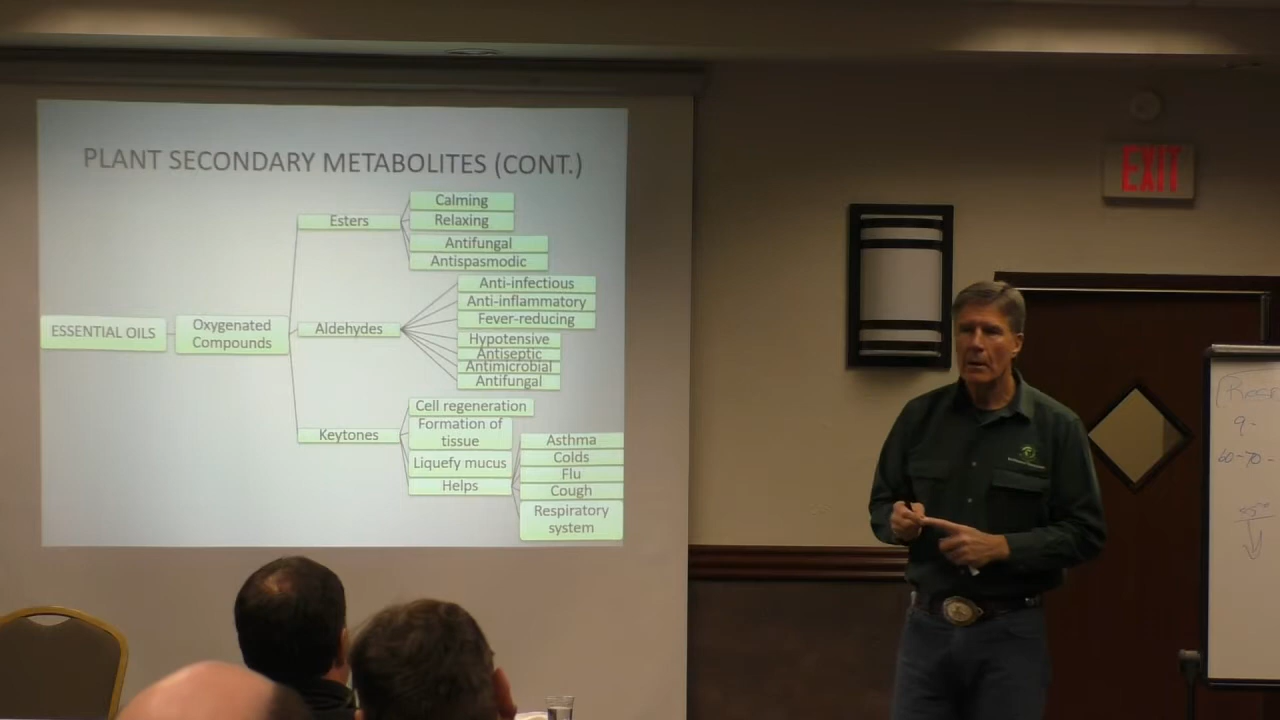 PLANT SECONDARY METABOLITES (CONT.)
ESSENTIAL OILS
Oxygenated
Compounds
Esters
Calming
Relaxing
Antifungal
Antispasmodic
Aldehydes
Anti-infectious
Anti-inflammatory
Fever-reducing
Hypotensive
Antiseptic
Antimicrobial
Antifungal
Keytones
Cell regeneration
Formation of
tissue
Liquefy mucus
Helps
Asthma
Colds
Flu
Cough
Respiratory
system
EXIT
9-
60-70-